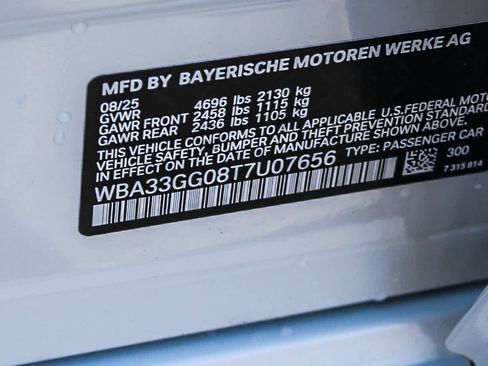 MFD BY BAYERISCHE MOTOREN WERKE AG
08/25
GVWR 4696 lbs 2130 kg
GAWR FRONT 2458 lbs 1115 kg
GAWR REAR 2436 lbs 1105 kg
THIS VEHICLE CONFORMS TO ALL APPLICABLE U.S.FEDERAL MOTOR
VEHICLE SAFETY, BUMPER AND THEFT PREVENTION STANDARDS
IN EFFECT ON THE DATE OF MANUFACTURE SHOWN ABOVE.
WBA33GG08T7U07656 TYPE: PASSENGER CAR
300
7 315 814